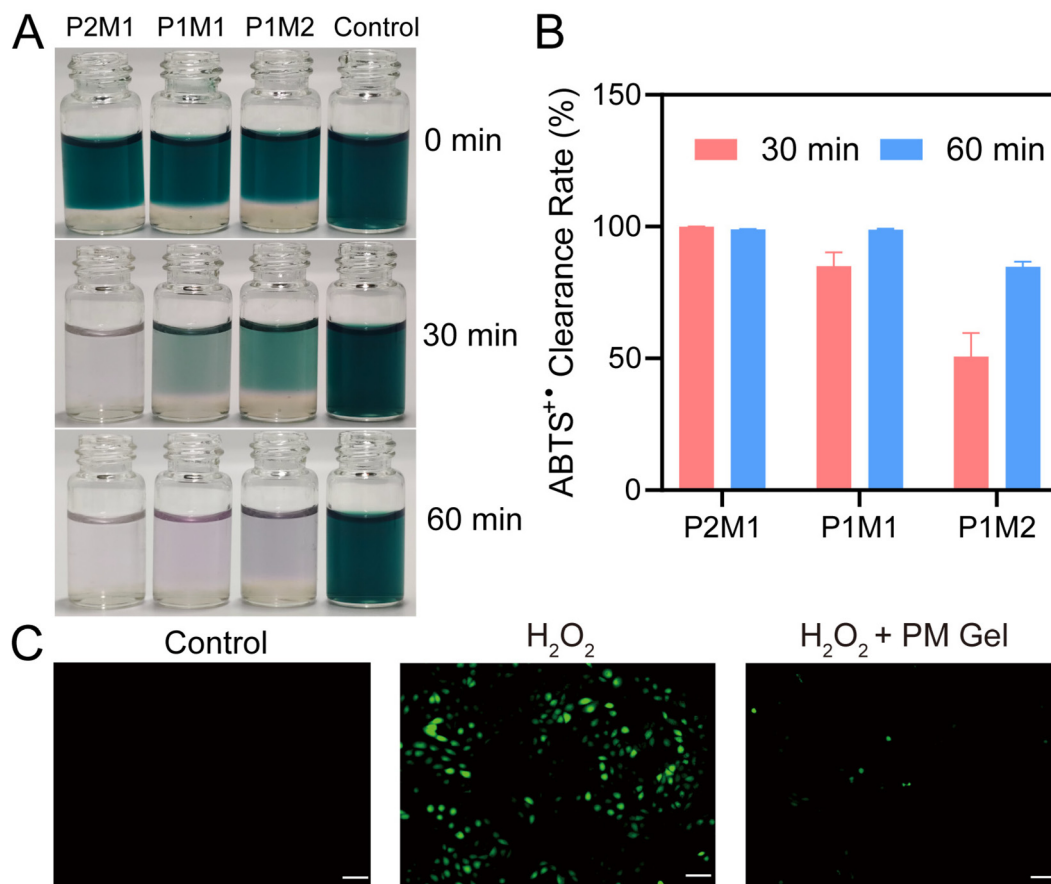 A
P2M1 P1M1 P1M2 Control
0 min
30 min
60 min
B
ABTS⁺• Clearance Rate (%)
150
100
50
0
30 min 60 min
P2M1 P1M1 P1M2
C
Control H₂O₂ H₂O₂ + PM Gel